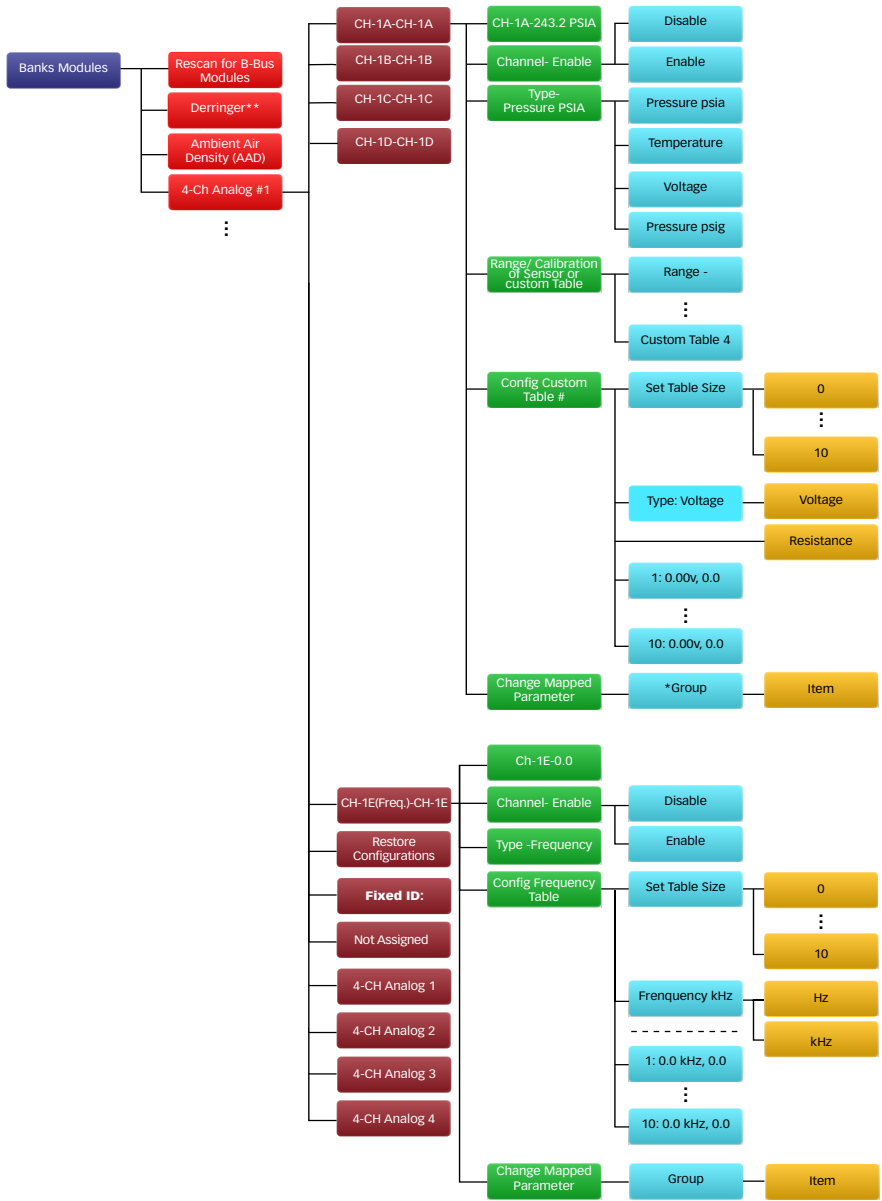 Banks Modules
Rescan for B-Bus
Modules
Derringer**
Ambient Air
Density (AAD)
4-Ch Analog #1
CH-1A-CH-1A
CH-1B-CH-1B
CH-1C-CH-1C
CH-1D-CH-1D
CH-1A-243.2 PSIA
Channel- Enable
Disable
Enable
Type-
Pressure PSIA
Pressure psia
Temperature
Voltage
Pressure psig
Range/ Calibration
of Sensor or
custom Table
Range -
Custom Table 4
Config Custom
Table #
Set Table Size
0
10
Type: Voltage
Voltage
Resistance
1: 0.00v, 0.0
10: 0.00v, 0.0
Change Mapped
Parameter
*Group
Item
CH-1E(Freq.)-CH-1E
Restore
Configurations
Fixed ID:
Not Assigned
4-CH Analog 1
4-CH Analog 2
4-CH Analog 3
4-CH Analog 4
Ch-1E-0.0
Channel- Enable
Disable
Enable
Type -Frequency
Config Frequency
Table
Set Table Size
0
10
Frenquency kHz
Hz
kHz
1: 0.0 kHz, 0.0
10: 0.0 kHz, 0.0
Change Mapped
Parameter
Group
Item